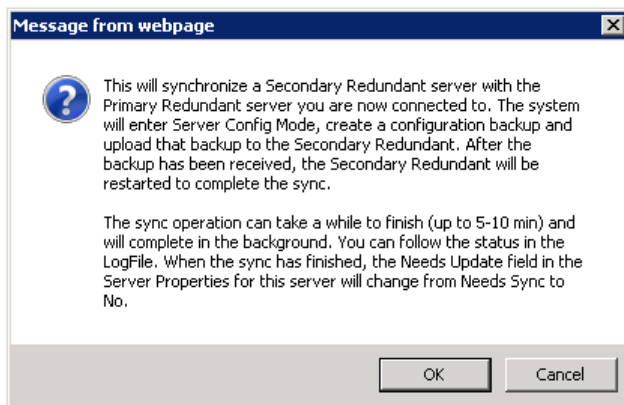 Message from webpage
This will synchronize a Secondary Redundant server with the
Primary Redundant server you are now connected to. The system
will enter Server Config Mode, create a configuration backup and
upload that backup to the Secondary Redundant. After the
backup has been received, the Secondary Redundant will be
restarted to complete the sync.
The sync operation can take a while to finish (up to 5-10 min) and
will complete in the background. You can follow the status in the
LogFile. When the sync has finished, the Needs Update field in the
Server Properties for this server will change from Needs Sync to
No.
OK
Cancel